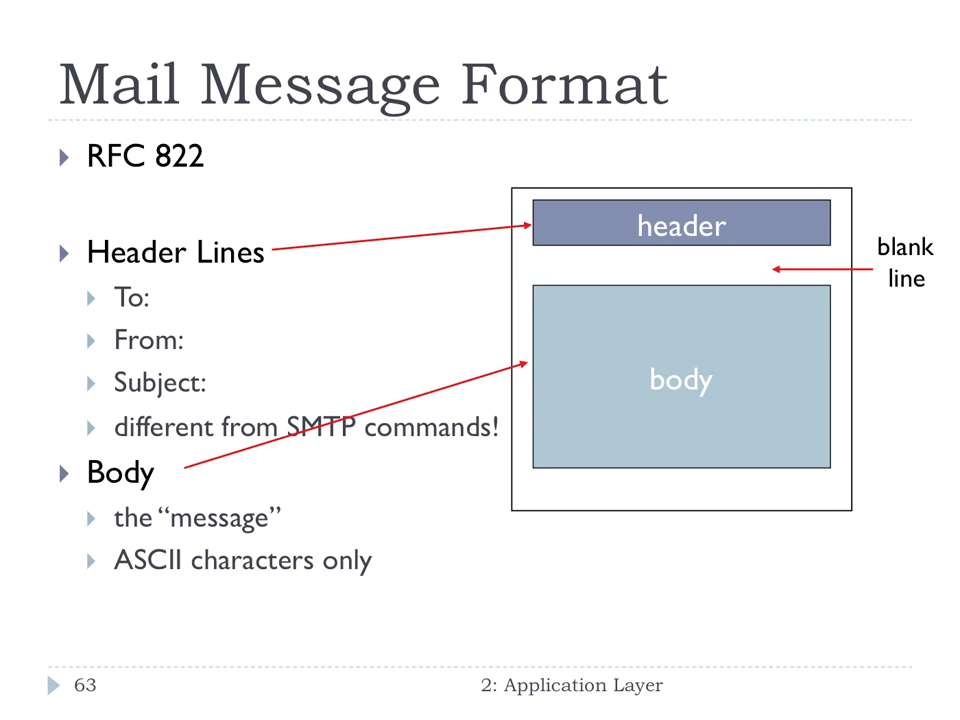 Mail Message Format
RFC 822
Header Lines
To:
From:
Subject:
different from SMTP commands!
Body
the “message”
ASCII characters only
header
blank
line
body
63
2: Application Layer